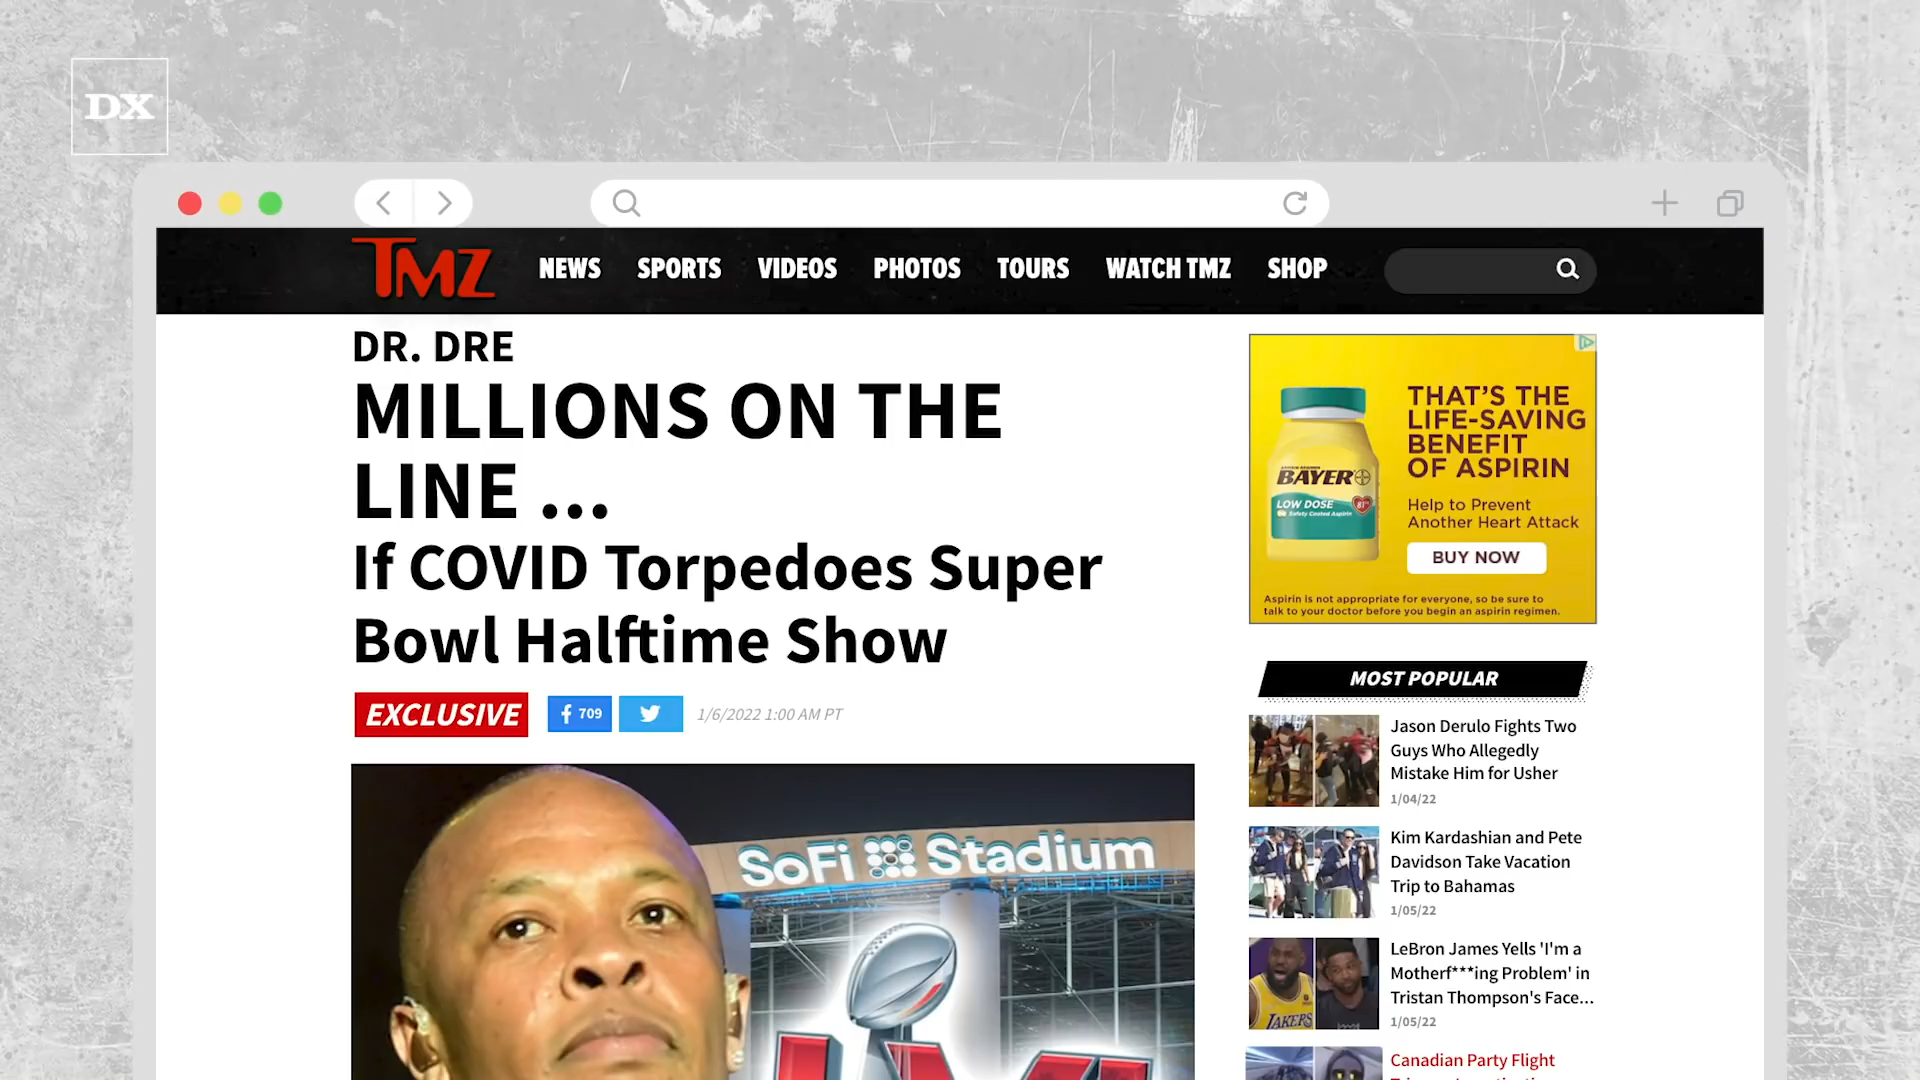 DX
TMZ
NEWS SPORTS VIDEOS PHOTOS TOURS WATCH TMZ SHOP
DR. DRE
MILLIONS ON THE
LINE ...
If COVID Torpedoes Super
Bowl Halftime Show
EXCLUSIVE
709
1/6/2022 1:00 AM PT
SoFi Stadium
LVI
THAT'S THE
LIFE-SAVING
BENEFIT
OF ASPIRIN
BAYER
LOW DOSE
Safety Coated Aspirin
81
Help to Prevent
Another Heart Attack
BUY NOW
Aspirin is not appropriate for everyone, so be sure to
talk to your doctor before you begin an aspirin regimen.
MOST POPULAR
Jason Derulo Fights Two
Guys Who Allegedly
Mistake Him for Usher
1/04/22
Kim Kardashian and Pete
Davidson Take Vacation
Trip to Bahamas
1/05/22
LAKERS
LeBron James Yells 'I'm a
Motherf***ing Problem' in
Tristan Thompson's Face...
1/05/22
Canadian Party Flight